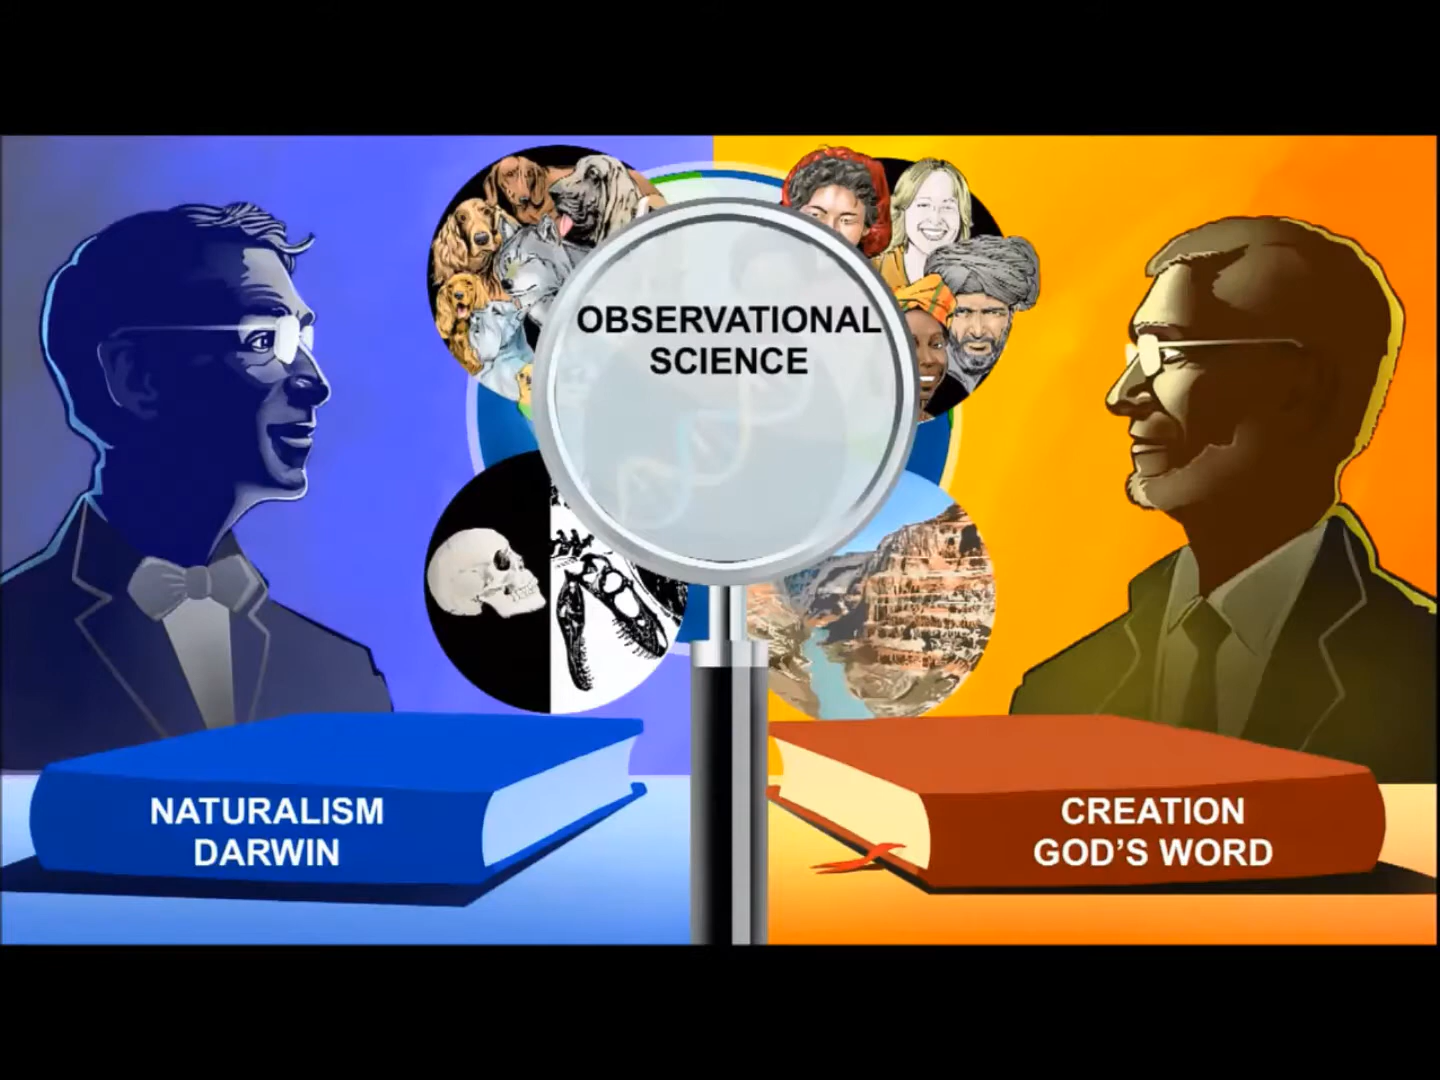 OBSERVATIONAL
SCIENCE
NATURALISM
DARWIN
CREATION
GOD'S WORD